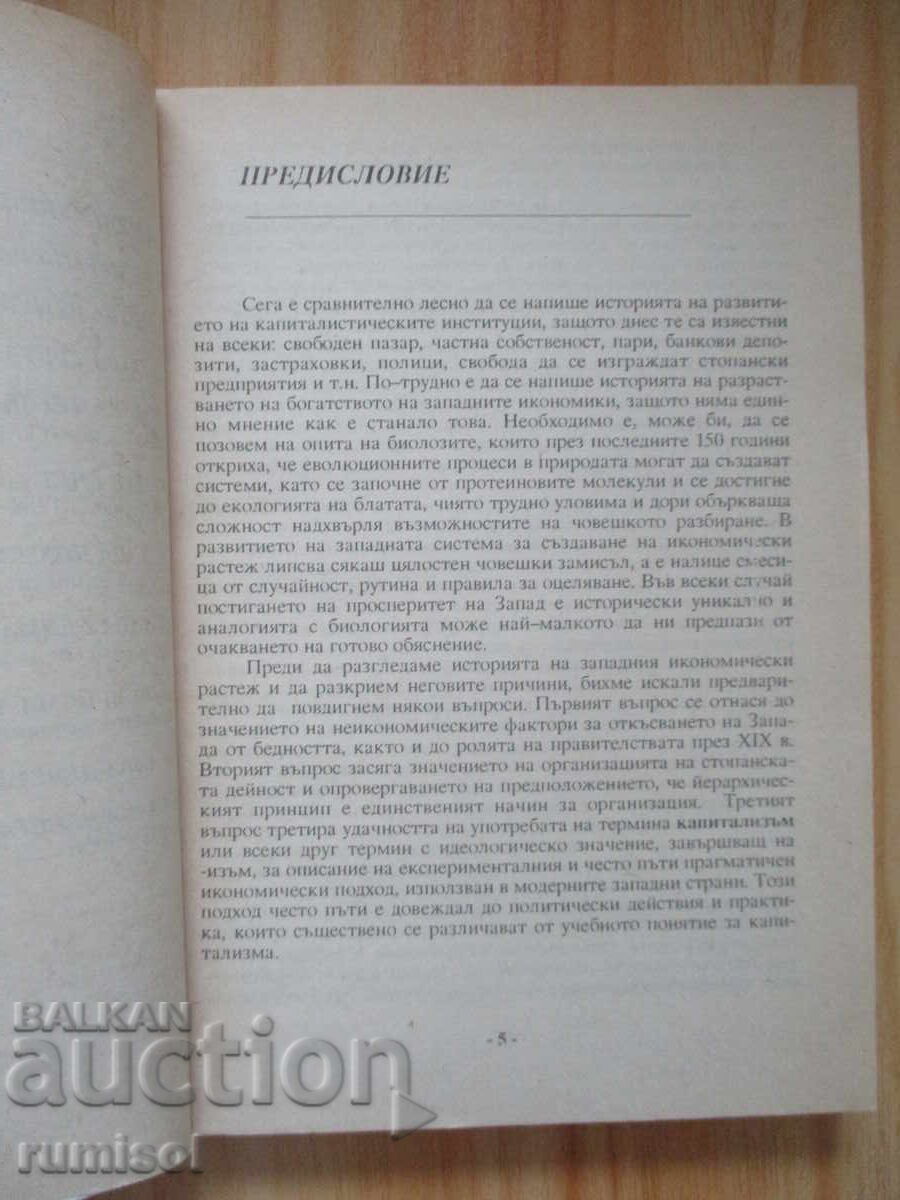 ПРЕДИСЛОВИЕ
Сега е сравнително лесно да се напише историята на развити-
ето на капиталистическите институции, защото днес те са известни
на всеки: свободен пазар, частна собственост, пари, банкови депо-
зити, застраховки, полици, свобода да се изграждат стопански
предприятия и т.н. По–трудно е да се напише историята на разраст-
ването на богатството на западните икономики, защото няма един-
но мнение как е станало това. Необходимо е, може би, да се
позовем на опита на биолозите, които през последните 150 години
откриха, че еволюционните процеси в природата могат да създават
системи, като се започне от протеиновите молекули и се достигне
до екологията на блатата, чиято трудно уловима и дори объркваща
сложност надхвърля възможностите на човешкото разбиране. В
развитието на западната система за създаване на икономически
растеж липсва сякаш цялостен човешки замисъл, а е налице смеси-
ца от случайност, рутина и правила за оцеляване. Във всеки случай
постигането на просперитет на Запад е исторически уникално и
аналогията с биологията може най–малкото да ни предпази от
очакването на готово обяснение.
Преди да разгледаме историята на западния икономически
растеж и да разкрием неговите причини, бихме искали предвари-
телно да повдигнем някои въпроси. Първият въпрос се отнася до
значението на неикономическите фактори за откъсването на Запа-
да от бедността, както и до ролята на правителствата през XIX в.
Вторият въпрос засяга значението на организацията на стопанска-
та дейност и опровергаването на предположението, че йерархичес-
кият принцип е единственият начин за организация. Третият
въпрос третира удачността на употребата на термина капитализъм
или всеки друг термин с идеологическо значение, завършващ на
-изъм, за описание на експерименталния и често пъти прагматичен
икономически подход, използван в модерните западни страни. Този
подход често пъти е довеждал до политически действия и практи-
ка, които съществено се различават от учебното понятие за капи-
тализма.
- 5 -
BALKAN
auction
rumisol